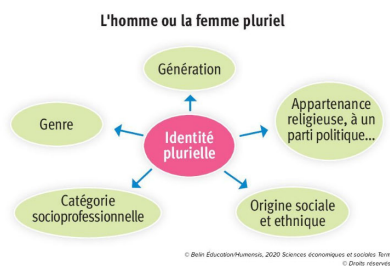 L'homme ou la femme pluriel
Génération
Genre
Appartenance
religieuse, à un
parti politique...
Identité
plurielle
Catégorie
socioprofessionnelle
Origine sociale
et ethnique
© Belin Éducation/Humensis, 2020 Sciences économiques et sociales Term
© Droits réservés